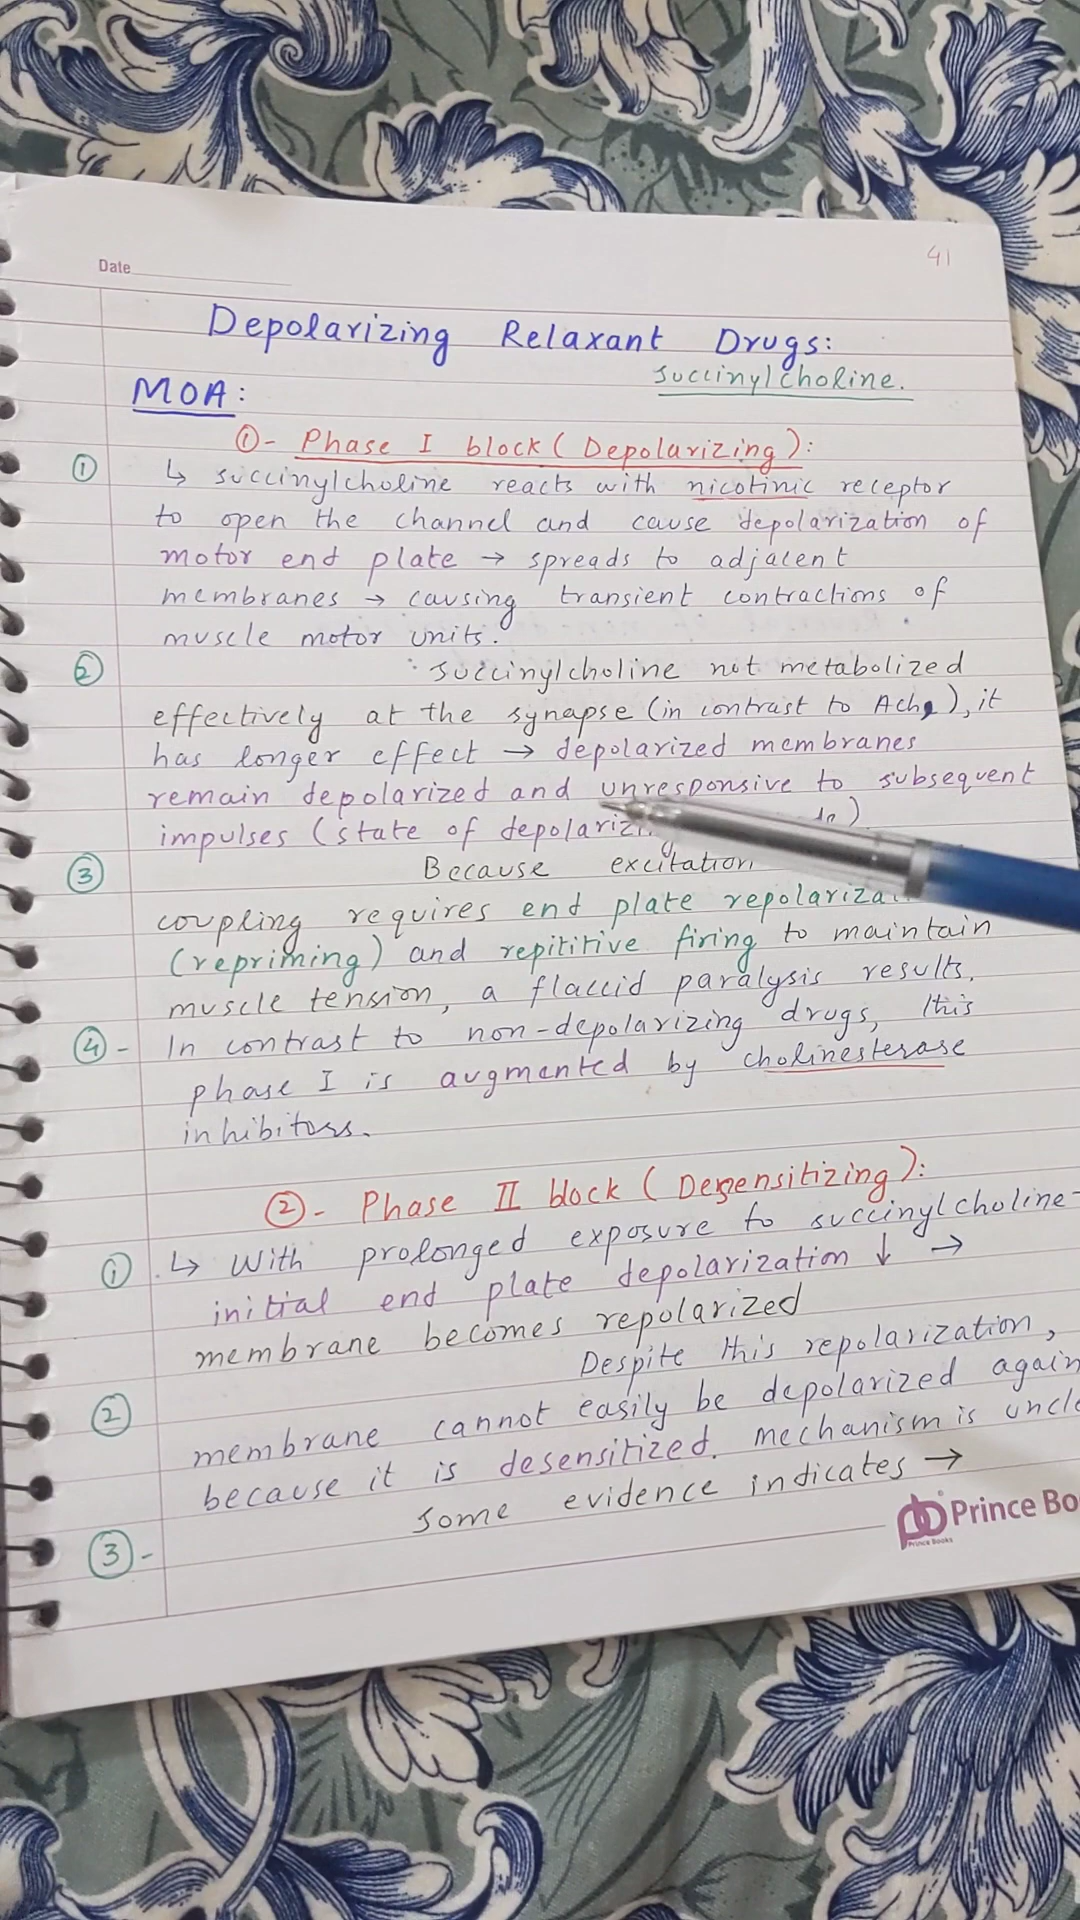 41
Date
Depolarizing Relaxant Drugs:
Succinylcholine.
MOA:
①- Phase I block (Depolarizing):
① ↳ succinylcholine reacts with nicotinic receptor
to open the channel and cause depolarization of
motor end plate → spreads to adjacent
membranes → causing transient contractions of
muscle motor units.
② Succinylcholine not metabolized
effectively at the synapse (in contrast to Ach), it
has longer effect → depolarized membranes
remain depolarized and unresponsive to subsequent
impulses (state of
③ Because excitation
coupling requires end plate
(repriming) and repititive firing to maintain
muscle tension, a flaccid paralysis results.
④- In contrast to non-depolarizing drugs, this
phase I is augmented by cholinesterase
inhibitors.
②- Phase II block (Desensitizing):
① ↳ With prolonged exposure to succinylcholine-
initial end plate depolarization ↓ →
membrane becomes repolarized
② Despite this repolarization,
membrane cannot easily be depolarized again
because it is desensitized. mechanism is
③- some evidence indicates →
Prince
Prince Books